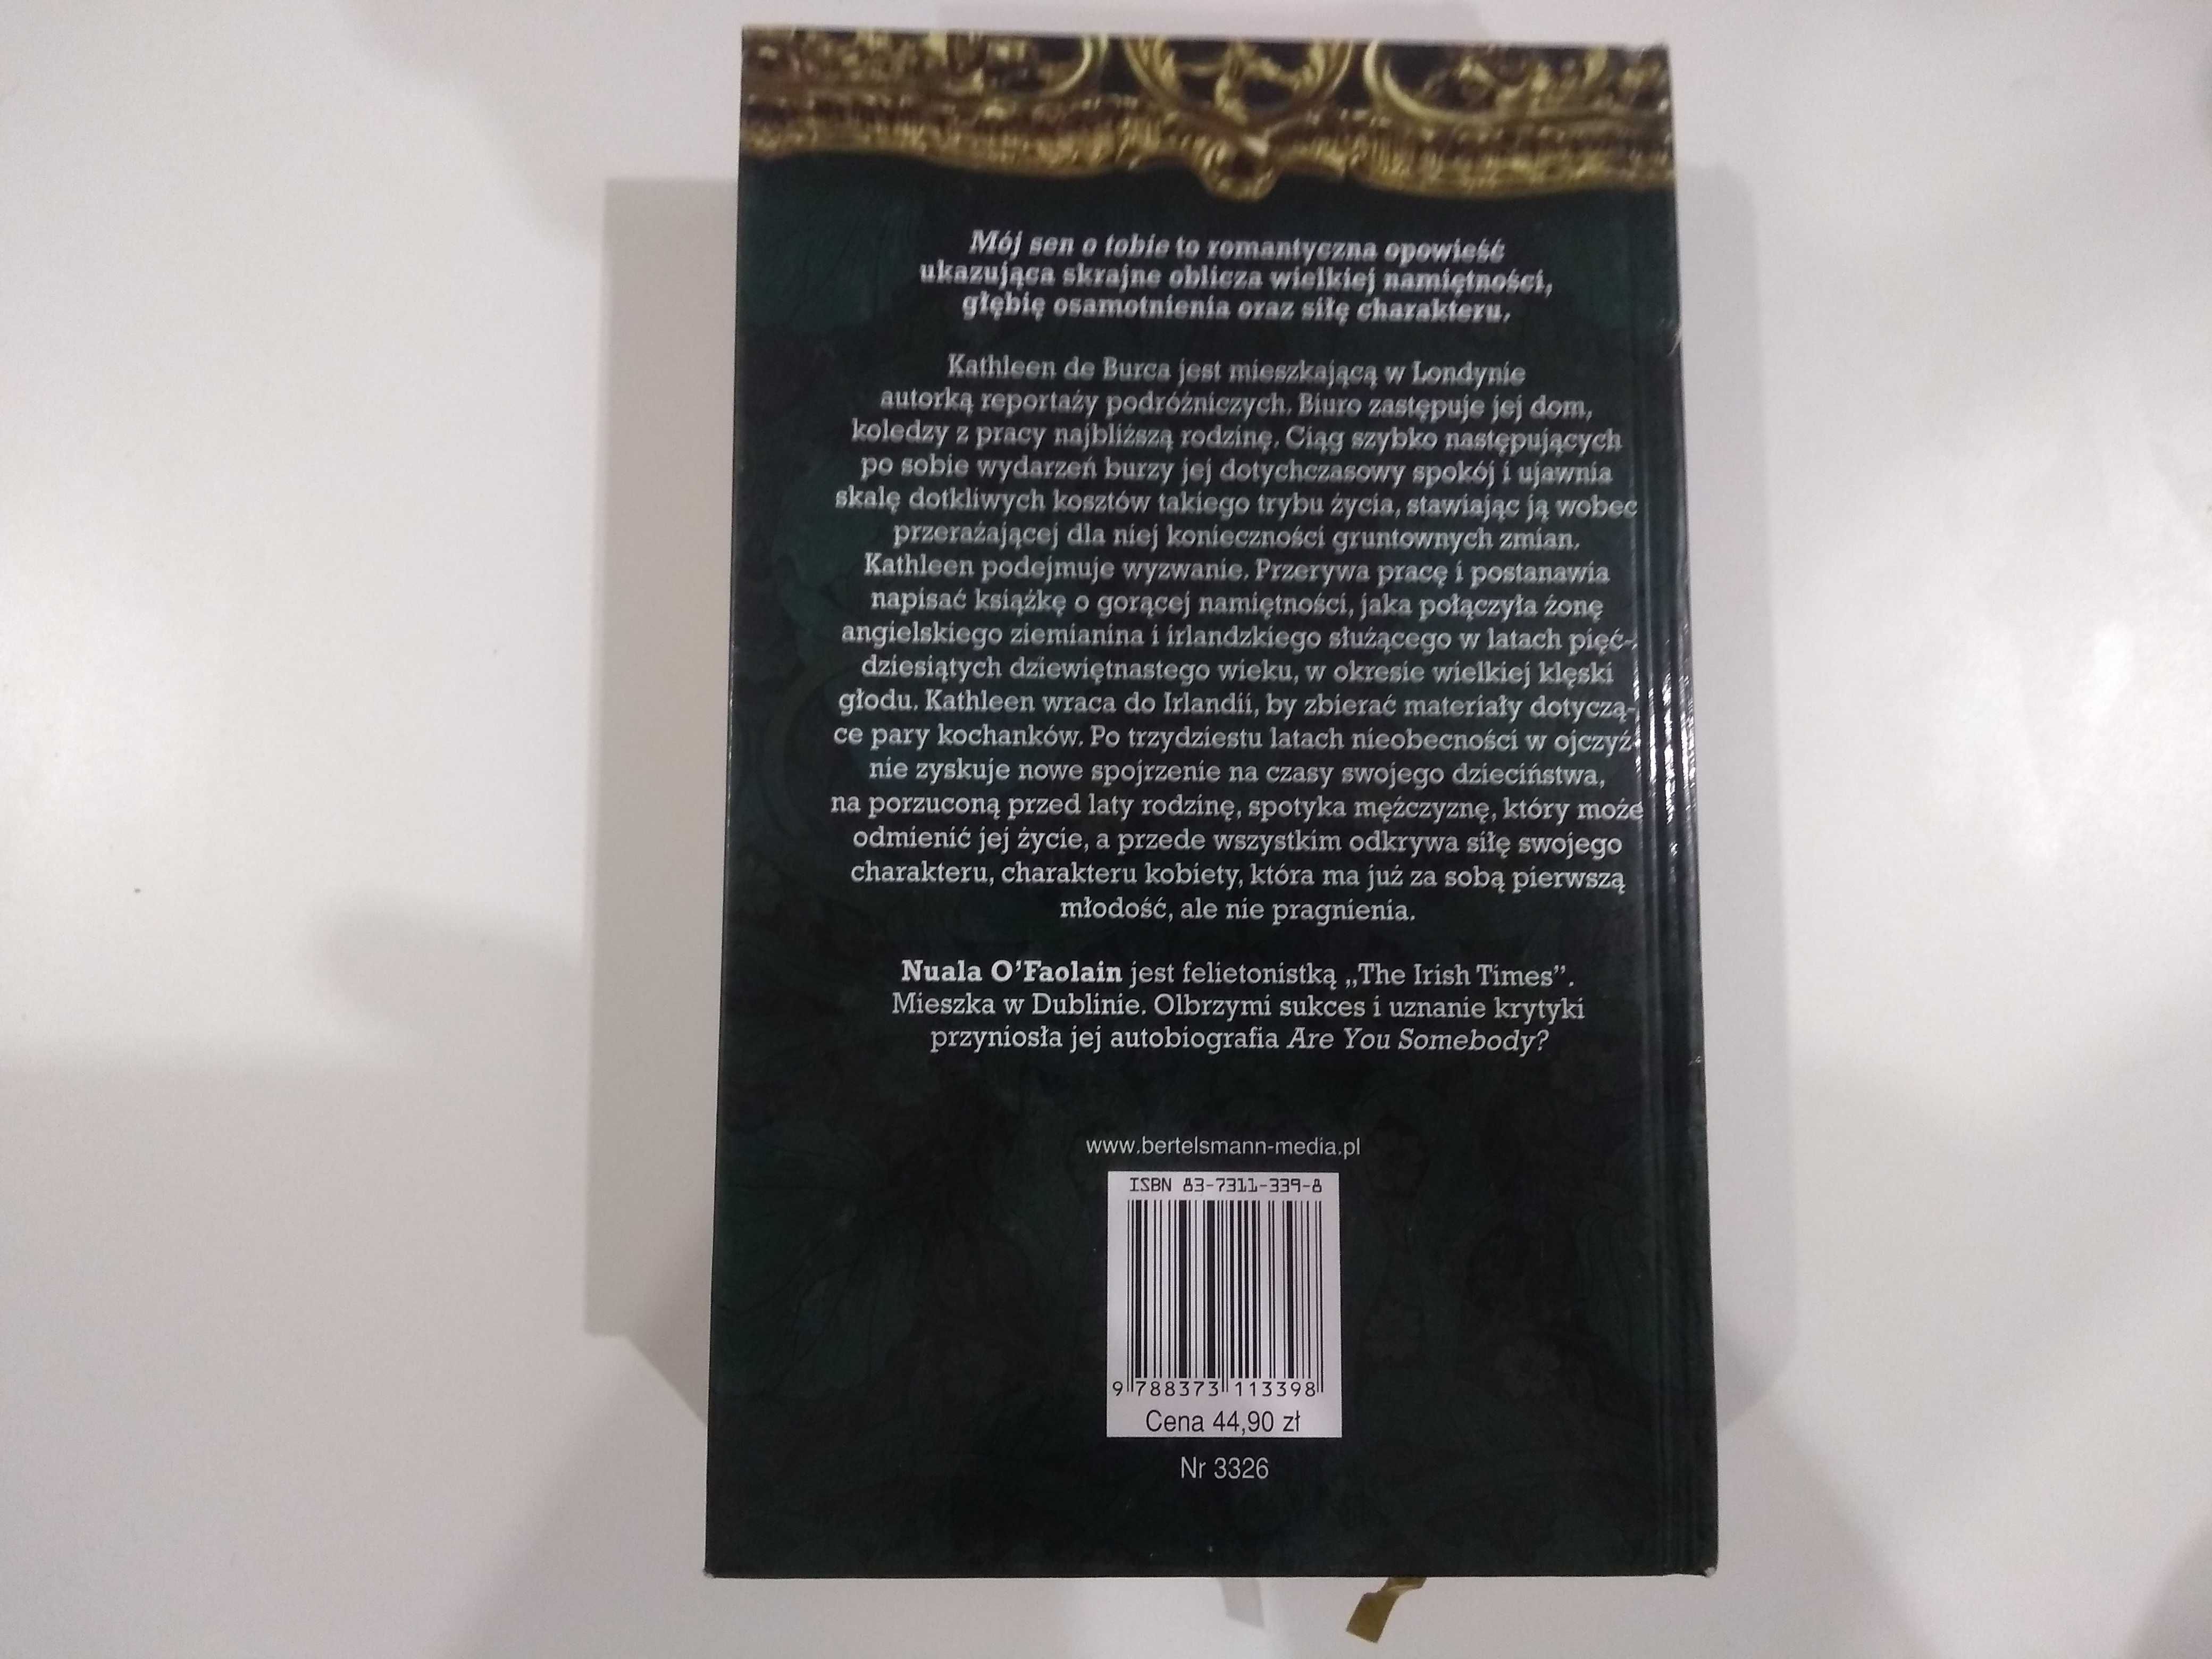 Mój sen o tobie to romantyczna opowieść
ukazująca skrajne oblicza wielkiej namiętności,
głębię osamotnienia oraz siłę charakteru.
Kathleen de Burca jest mieszkającą w Londynie
autorką reportaży podróżniczych. Biuro zastępuje jej dom,
koledzy z pracy najbliższą rodzinę. Ciąg szybko następujących
po sobie wydarzeń burzy jej dotychczasowy spokój i ujawnia
skalę dotkliwych kosztów takiego trybu życia, stawiając ją wobec
przerażającej dla niej konieczności gruntownych zmian.
Kathleen podejmuje wyzwanie. Przerywa pracę i postanawia
napisać książkę o gorącej namiętności, jaka połączyła żonę
angielskiego ziemianina i irlandzkiego służącego w latach pięć-
dziesiątych dziewiętnastego wieku, w okresie wielkiej klęski
głodu. Kathleen wraca do Irlandii, by zbierać materiały dotyczą-
ce pary kochanków. Po trzydziestu latach nieobecności w ojczyź-
nie zyskuje nowe spojrzenie na czasy swojego dzieciństwa,
na porzuconą przed laty rodzinę, spotyka mężczyznę, który może
odmienić jej życie, a przede wszystkim odkrywa siłę swojego
charakteru, charakteru kobiety, która ma już za sobą pierwszą
młodość, ale nie pragnienia.
Nuala O'Faolain jest felietonistką „The Irish Times”.
Mieszka w Dublinie. Olbrzymi sukces i uznanie krytyki
przyniosła jej autobiografia Are You Somebody?
www.bertelsmann-media.pl
ISBN 83-7311-339-8
9 788373 113398
Cena 44,90 zł
Nr 3326